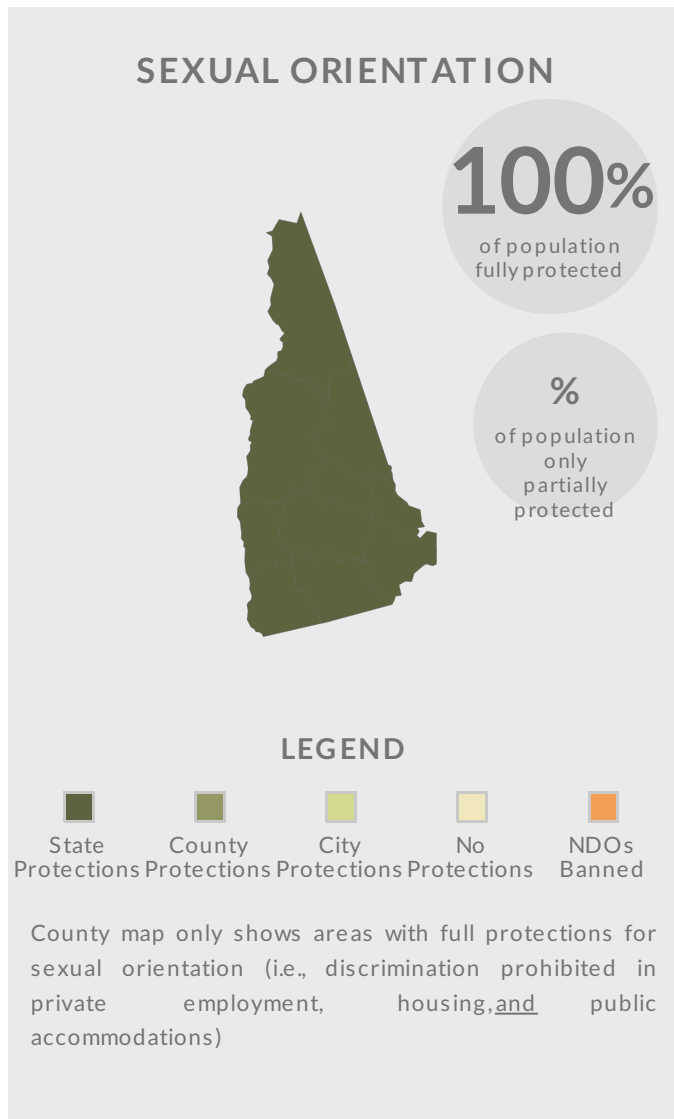 SEXUAL ORIENTATION
100%
of population
fully protected
%
of population
only
partially
protected
LEGEND
State
Protections
County
Protections
City
Protections
No
Protections
NDOs
Banned
County map only shows areas with full protections for
sexual orientation (i.e., discrimination prohibited in
private employment, housing, and public
accommodations)